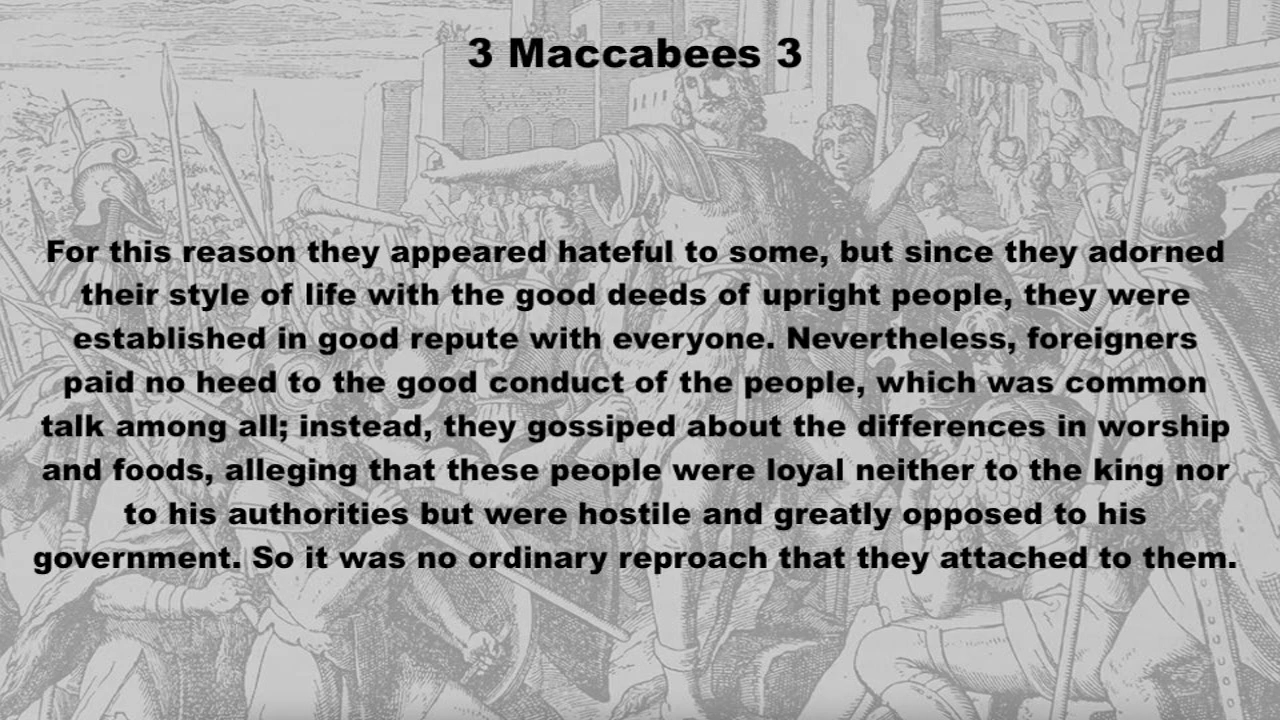 3 Maccabees 3
For this reason they appeared hateful to some, but since they adorned
their style of life with the good deeds of upright people, they were
established in good repute with everyone. Nevertheless, foreigners
paid no heed to the good conduct of the people, which was common
talk among all; instead, they gossiped about the differences in worship
and foods, alleging that these people were loyal neither to the king nor
to his authorities but were hostile and greatly opposed to his
government. So it was no ordinary reproach that they attached to them.